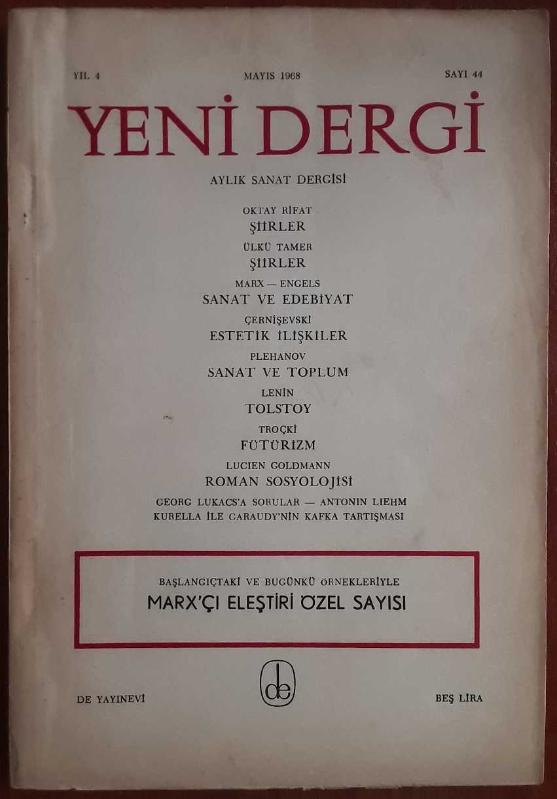 YIL 4 MAYIS 1968 SAYI 44
YENİ DERGİ
AYLIK SANAT DERGİSİ
OKTAY RİFAT
ŞİİRLER
ÜLKÜ TAMER
ŞİİRLER
MARX — ENGELS
SANAT VE EDEBİYAT
ÇERNİŞEVSKİ
ESTETİK İLİŞKİLER
PLEHANOV
SANAT VE TOPLUM
LENİN
TOLSTOY
TROÇKİ
FÜTÜRİZM
LUCIEN GOLDMANN
ROMAN SOSYOLOJİSİ
GEORG LUKACS'A SORULAR — ANTONIN LIEHM
KURELLA İLE GARAUDY'NİN KAFKA TARTIŞMASI
BAŞLANGIÇTAKİ VE BUGÜNKÜ ÖRNEKLERİYLE
MARX'ÇI ELEŞTİRİ ÖZEL SAYISI
de
DE YAYINEVİ BEŞ LİRA